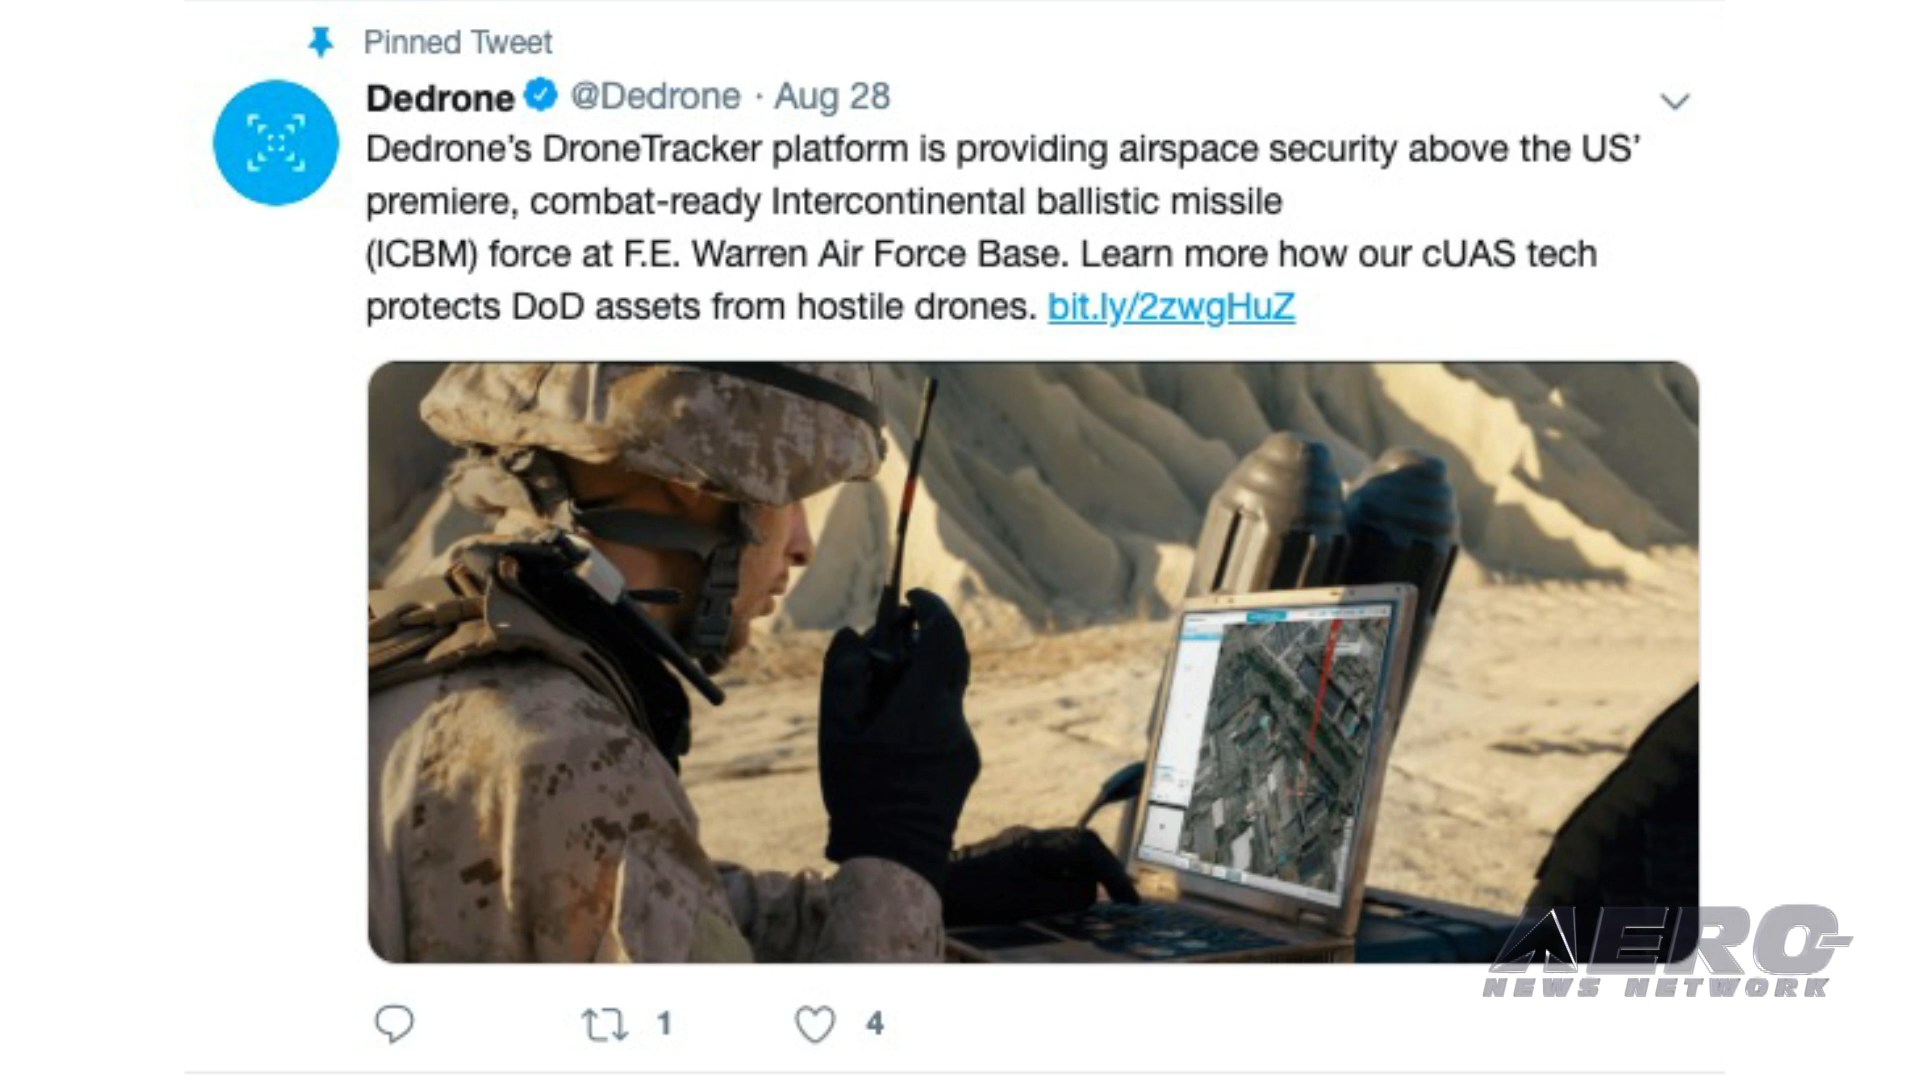 Pinned Tweet
Dedrone @Dedrone · Aug 28
Dedrone’s DroneTracker platform is providing airspace security above the US’
premiere, combat-ready Intercontinental ballistic missile
(ICBM) force at F.E. Warren Air Force Base. Learn more how our cUAS tech
protects DoD assets from hostile drones. bit.ly/2zwgHuZ
AERO-
NEWS NETWORK
1 4